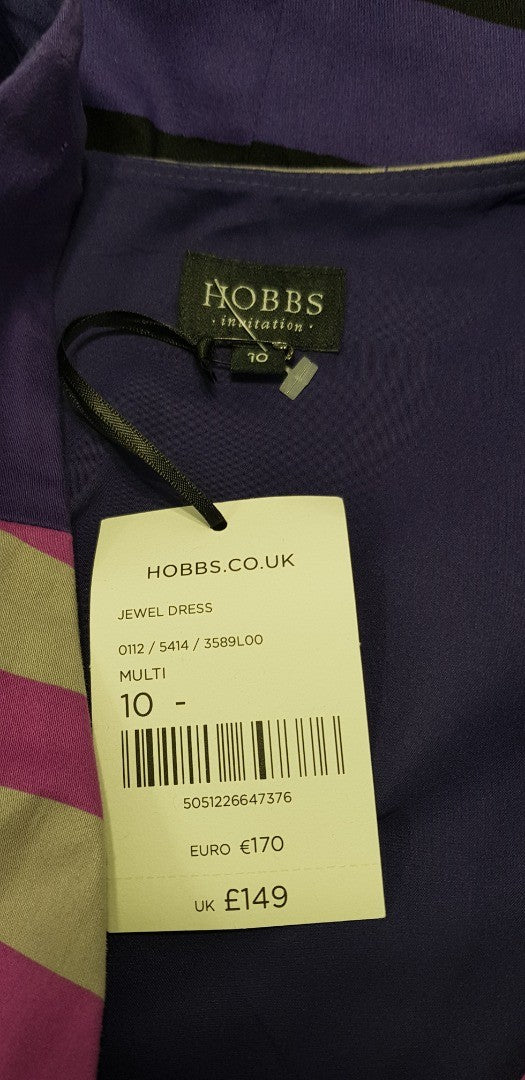 HOBBS
· invitation ·
10
HOBBS.CO.UK
JEWEL DRESS
0112 / 5414 / 3589L00
MULTI
10 -
5051226647376
EURO €170
UK £149